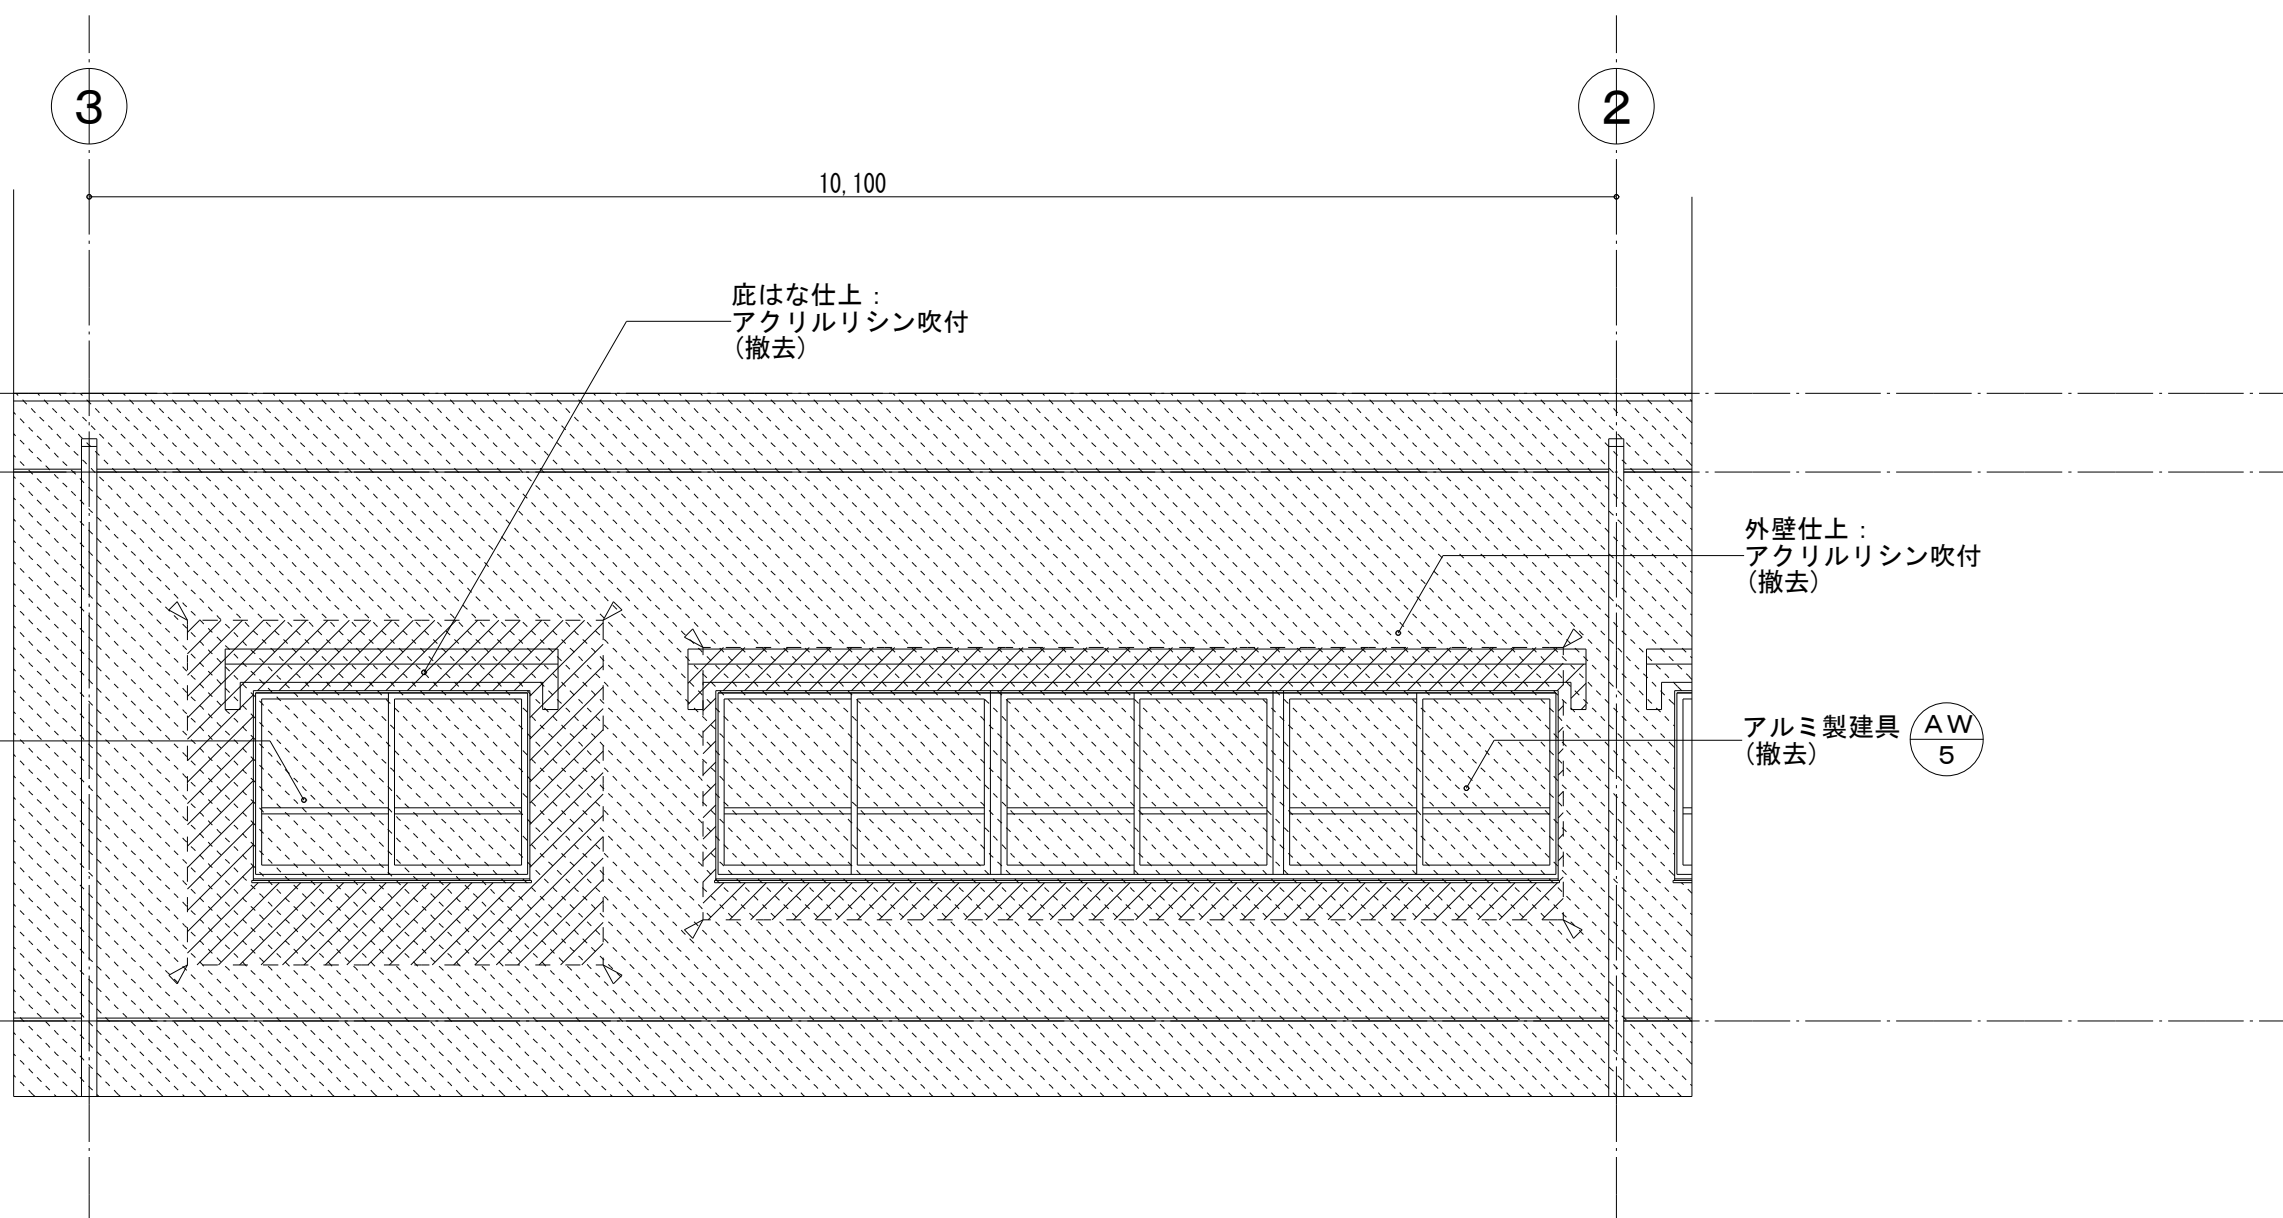 3
2
10,100
庇はな仕上：
アクリルリシン吹付
(撤去)
外壁仕上：
アクリルリシン吹付
(撤去)
アルミ製建具
(撤去)
AW
5